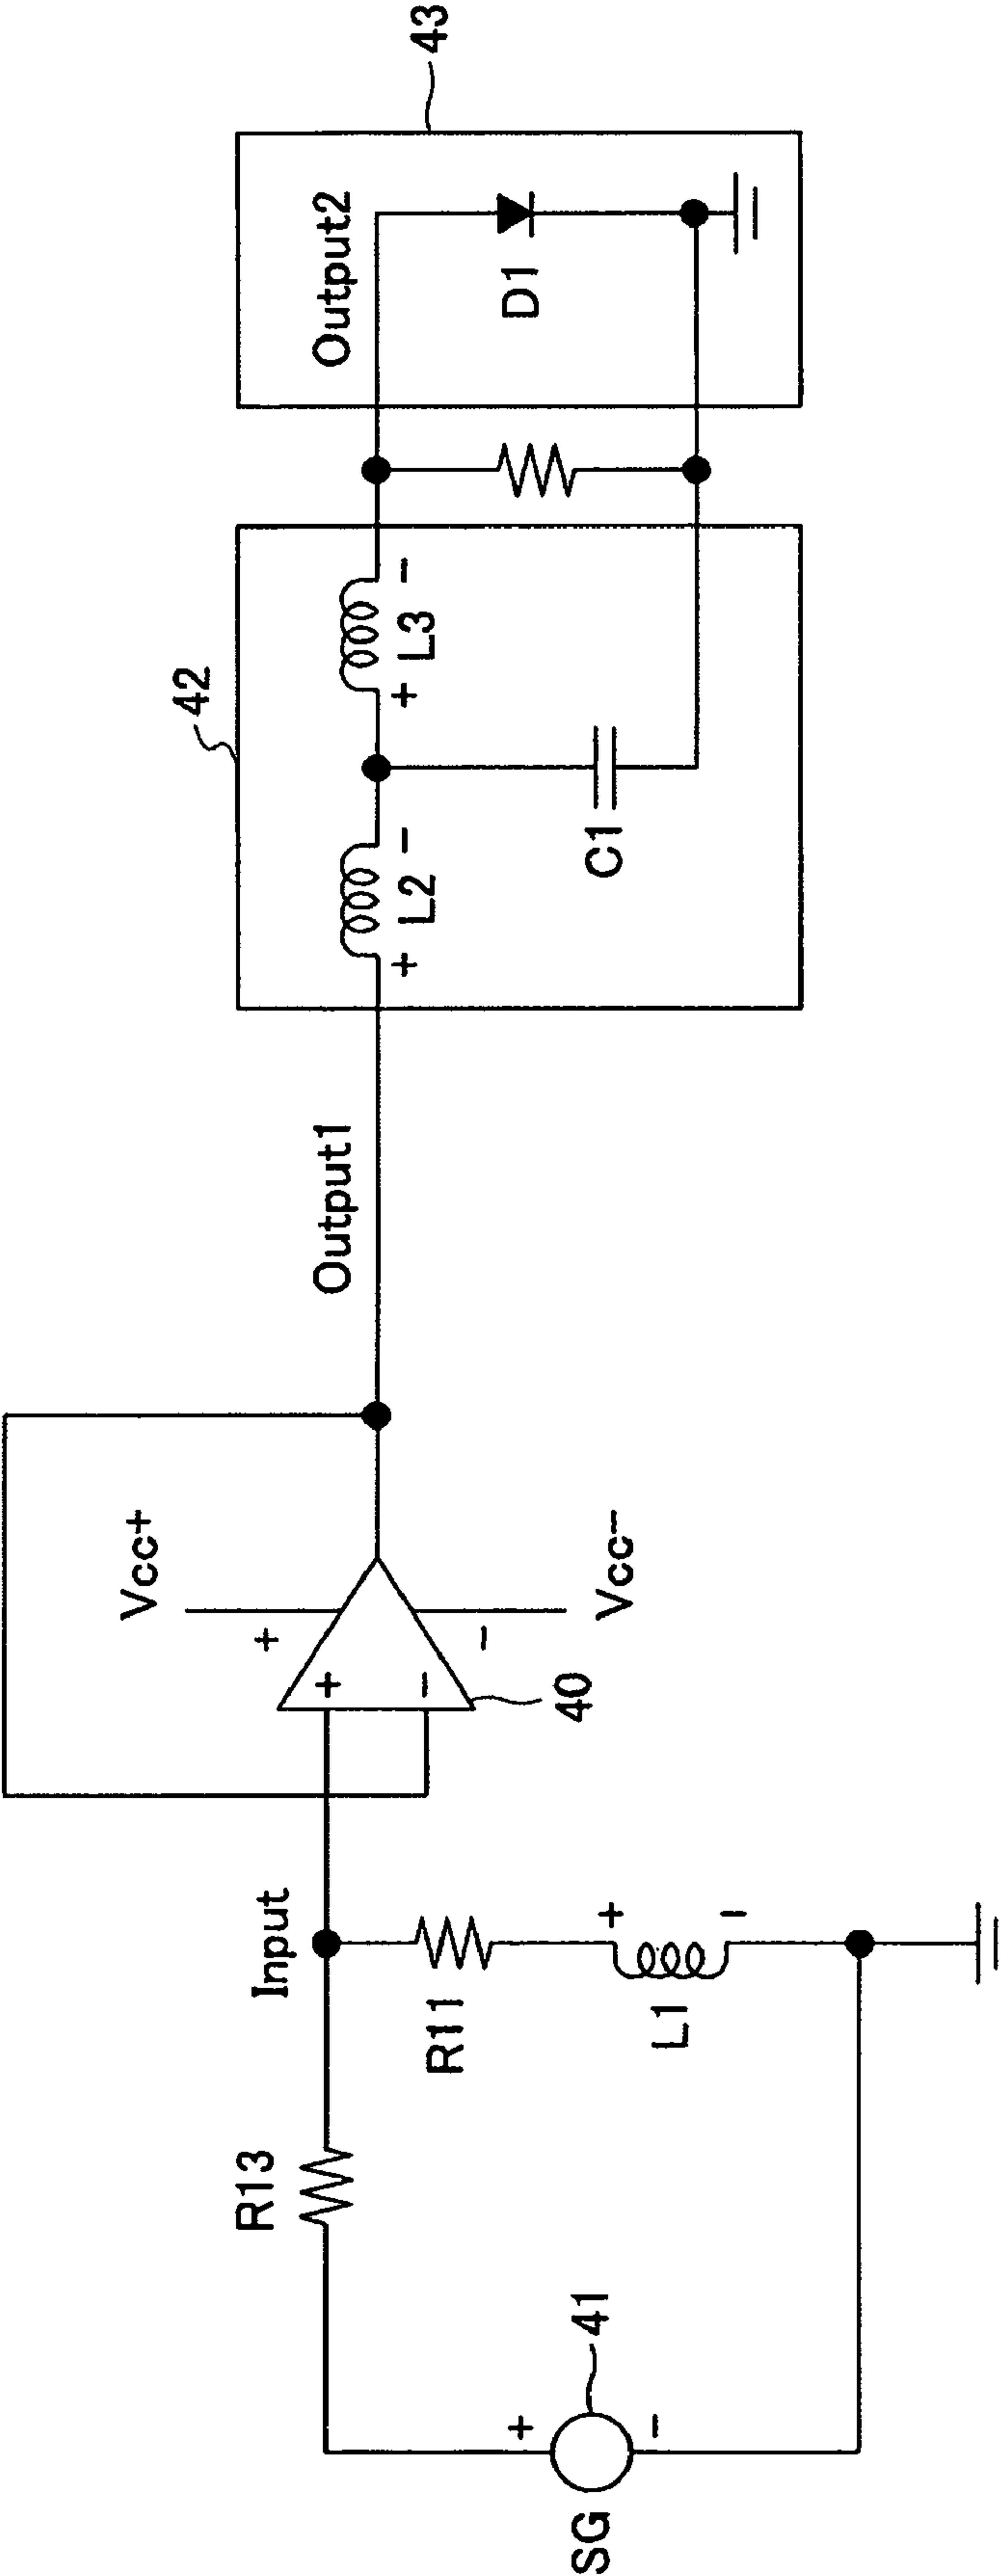 43
Output2
D1
42
+ L2 -
+ L3 -
C1
Output1
Vcc+
+
+
-
-
Vcc-
40
Input
R13
R11
+
L1
-
41
+
SG
-